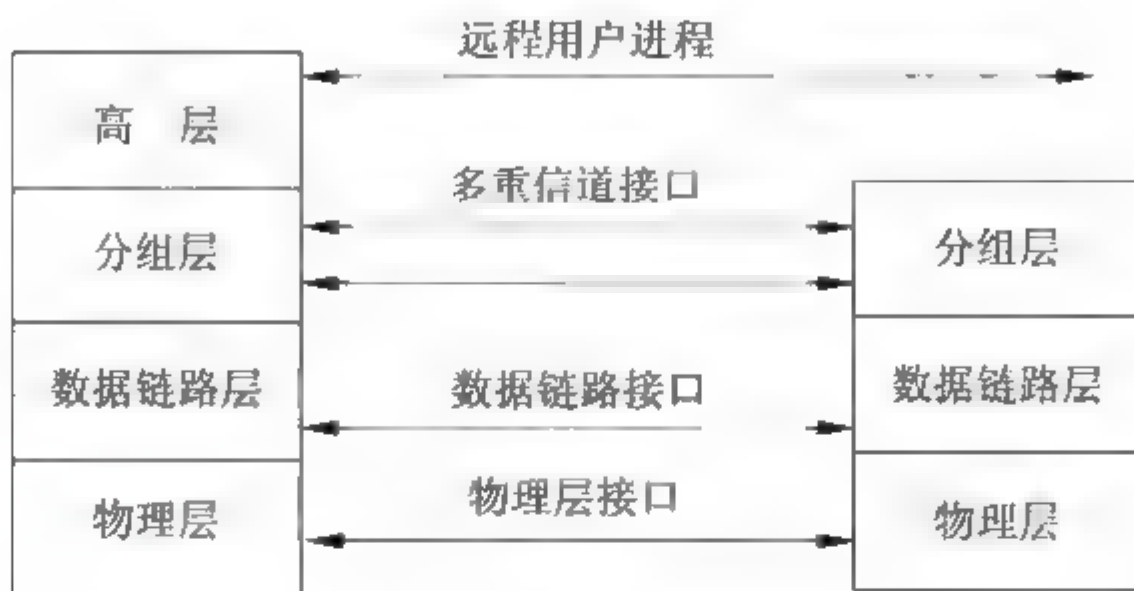 远程用户进程
高 层
多重信道接口
分组层
分组层
数据链路层
数据链路接口
数据链路层
物理层
物理层接口
物理层